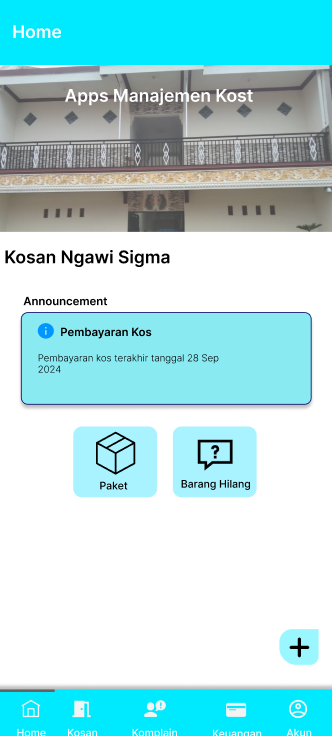 Home
Apps Manajemen Kost
Kosan Ngawi Sigma
Announcement
Pembayaran Kos
Pembayaran kos terakhir tanggal 28 Sep
2024
Paket
Barang Hilang
Home
Kosan
Komplain
Keuangan
Akun